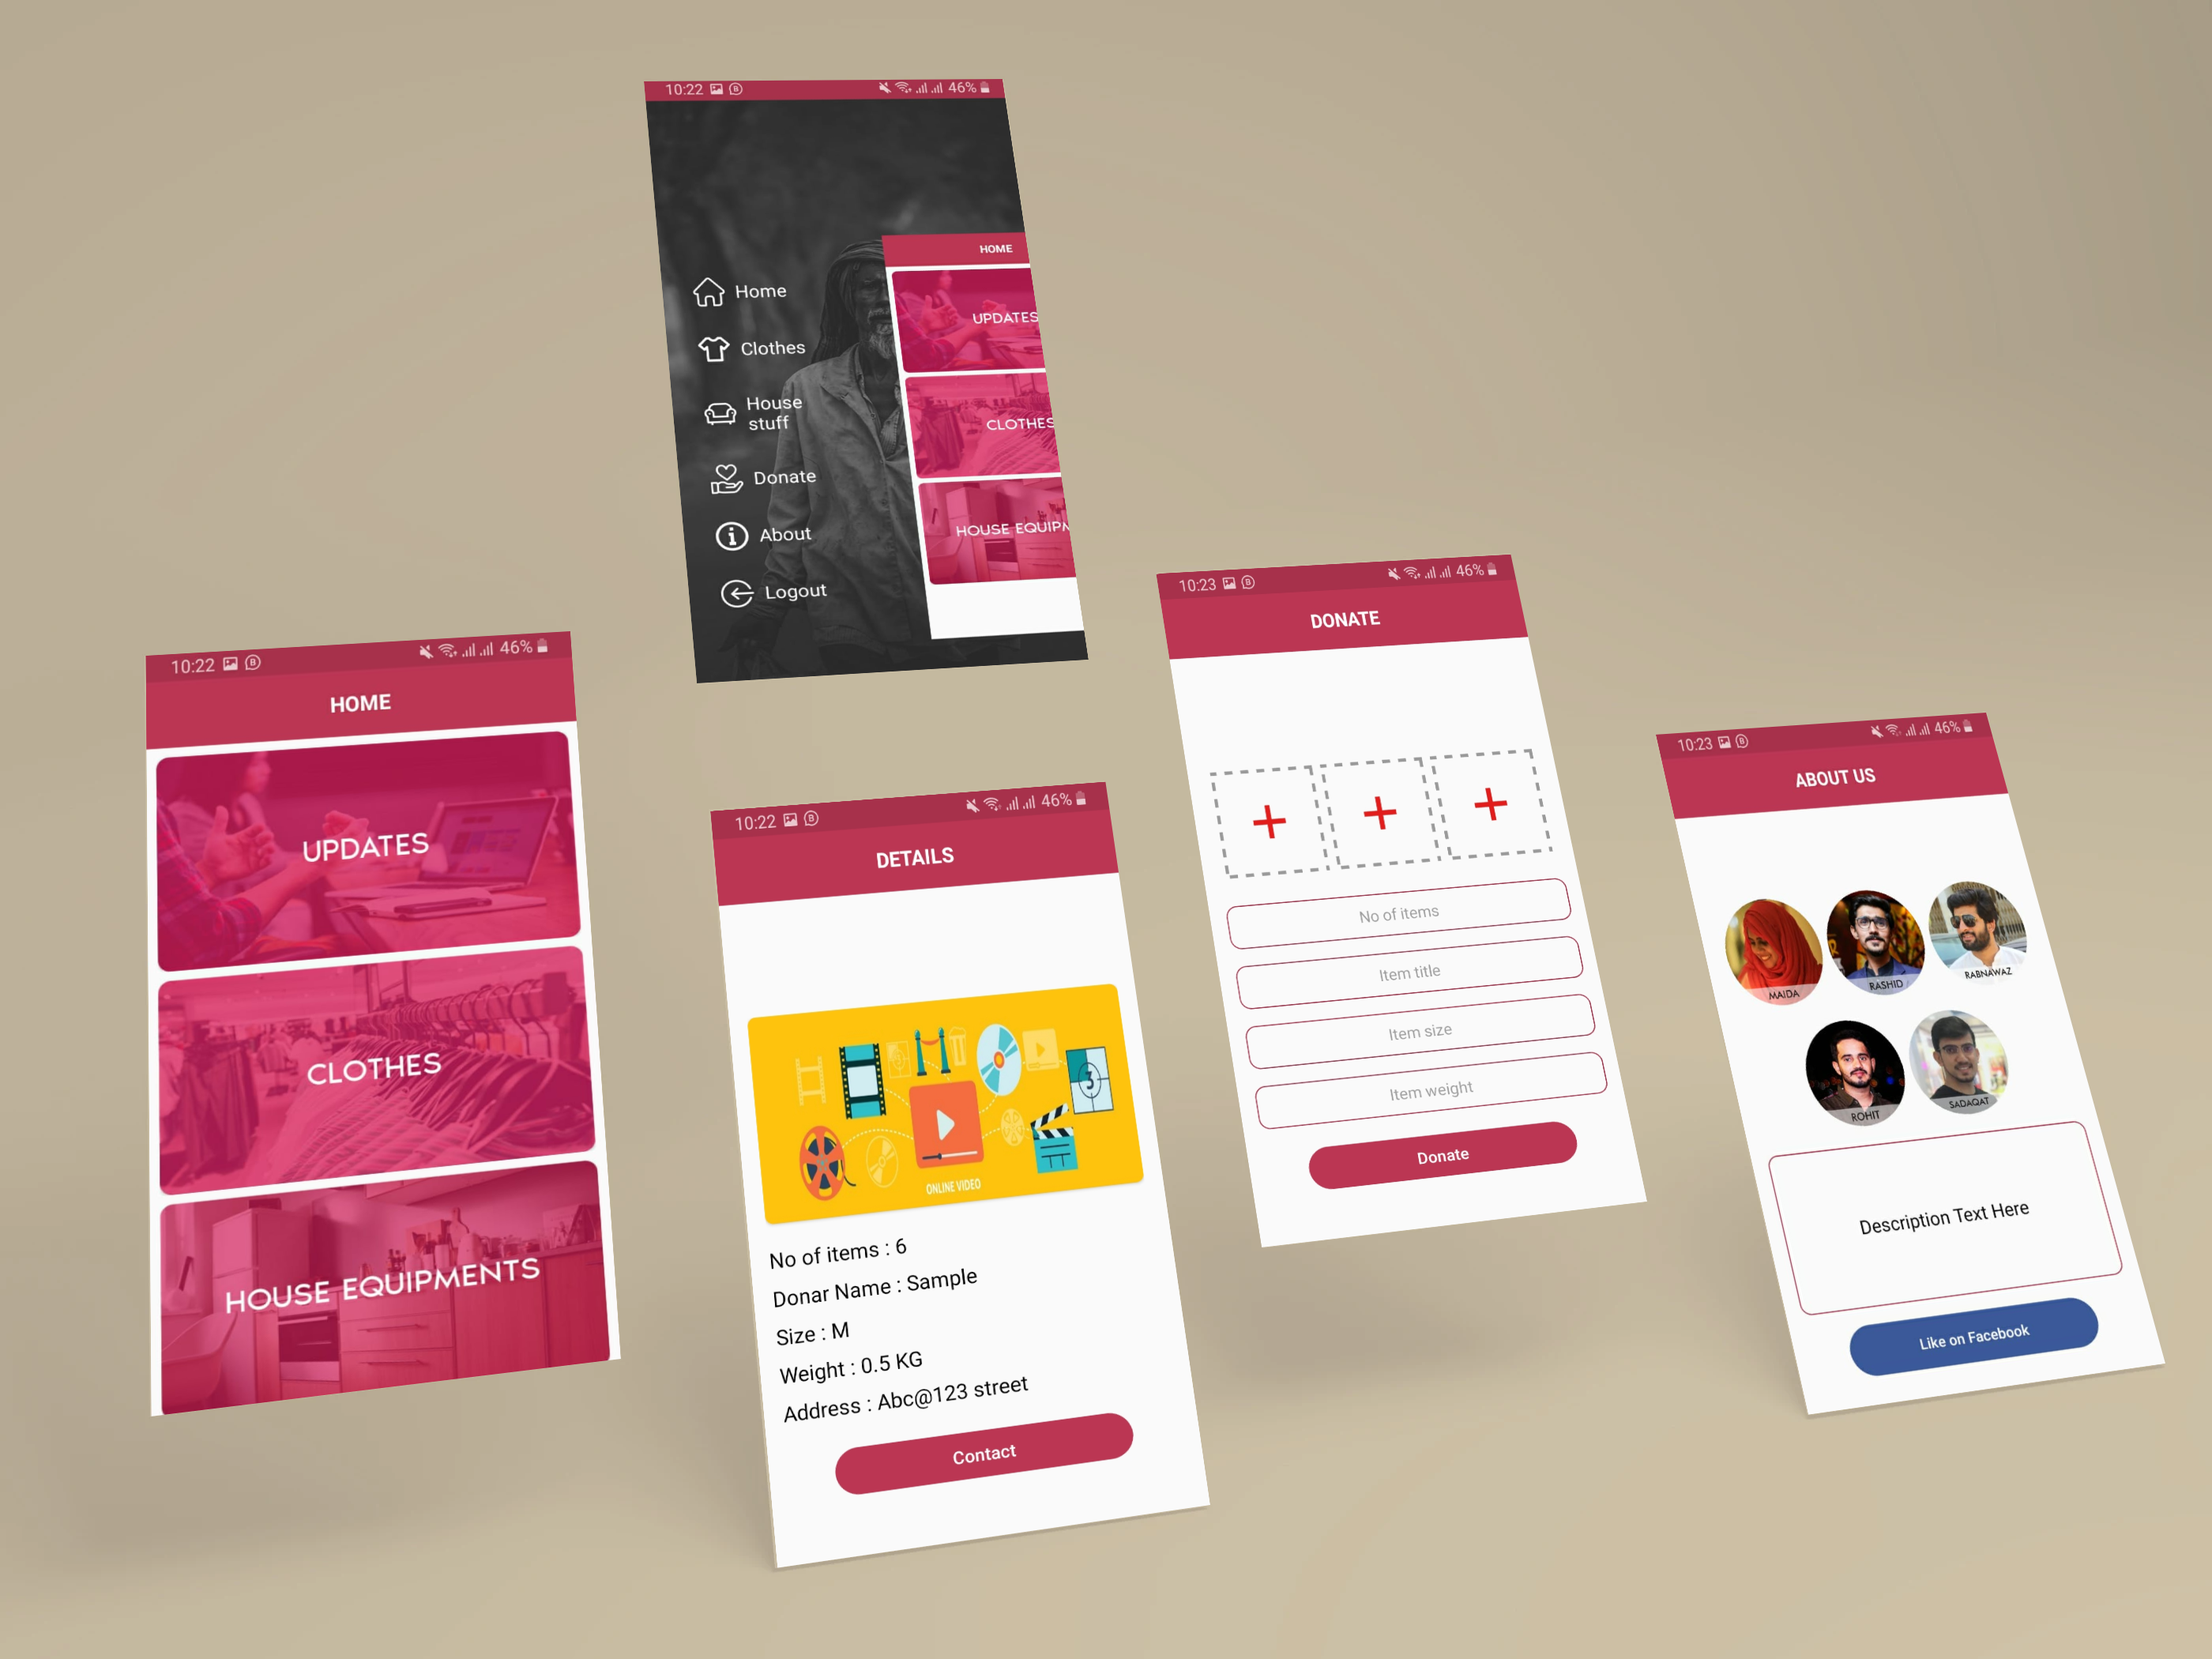 10:22
46%
Home
Clothes
House
stuff
Donate
About
Logout
HOME
UPDATES
CLOTHES
HOUSE EQUIPM
10:22
46%
HOME
UPDATES
CLOTHES
HOUSE EQUIPMENTS
10:22
46%
DETAILS
3
ONLINE VIDEO
No of items : 6
Donar Name : Sample
Size : M
Weight : 0.5 KG
Address : Abc@123 street
Contact
10:23
46%
DONATE
No of items
Item title
Item size
Item weight
Donate
10:23
46%
ABOUT US
MAIDA
RASHID
RABNAWAZ
ROHIT
SADAQAT
Description Text Here
Like on Facebook